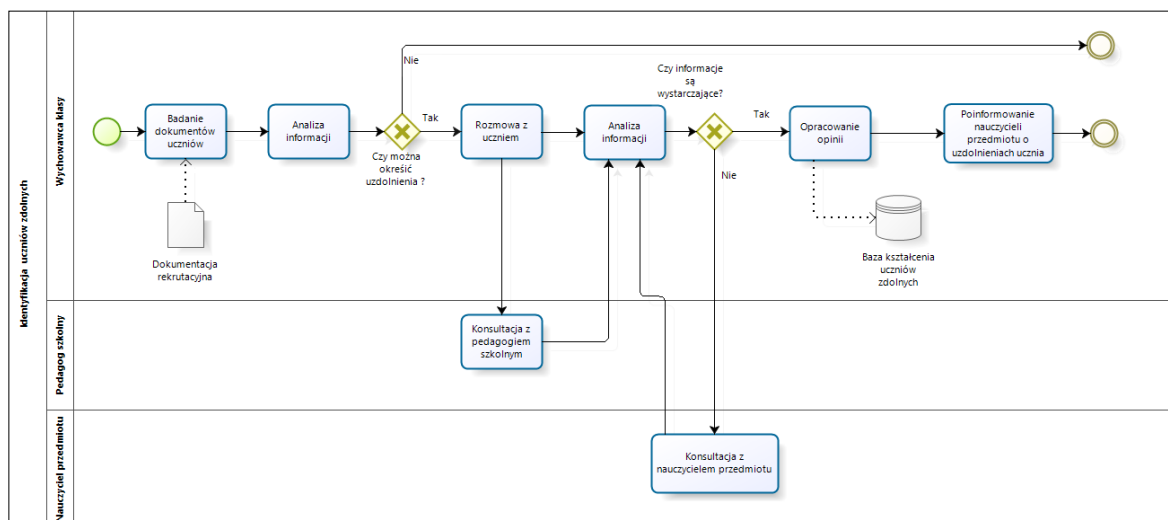 Identyfikacja uczniów zdolnych
Wychowawca klasy
Badanie
dokumentów
uczniów
Analiza
informacji
Czy można
określić
uzdolnienia ?
Nie
Tak
Rozmowa z
uczniem
Analiza
informacji
Czy informacje
są
wystarczające?
Tak
Nie
Opracowanie
opinii
Poinformowanie
nauczycieli
przedmiotu o
uzdolnieniach ucznia
Dokumentacja
rekrutacyjna
Baza kształcenia
uczniów
zdolnych
Pedagog szkolny
Konsultacja z
pedagogiem
szkolnym
Nauczyciel przedmiotu
Konsultacja z
nauczycielem przedmiotu